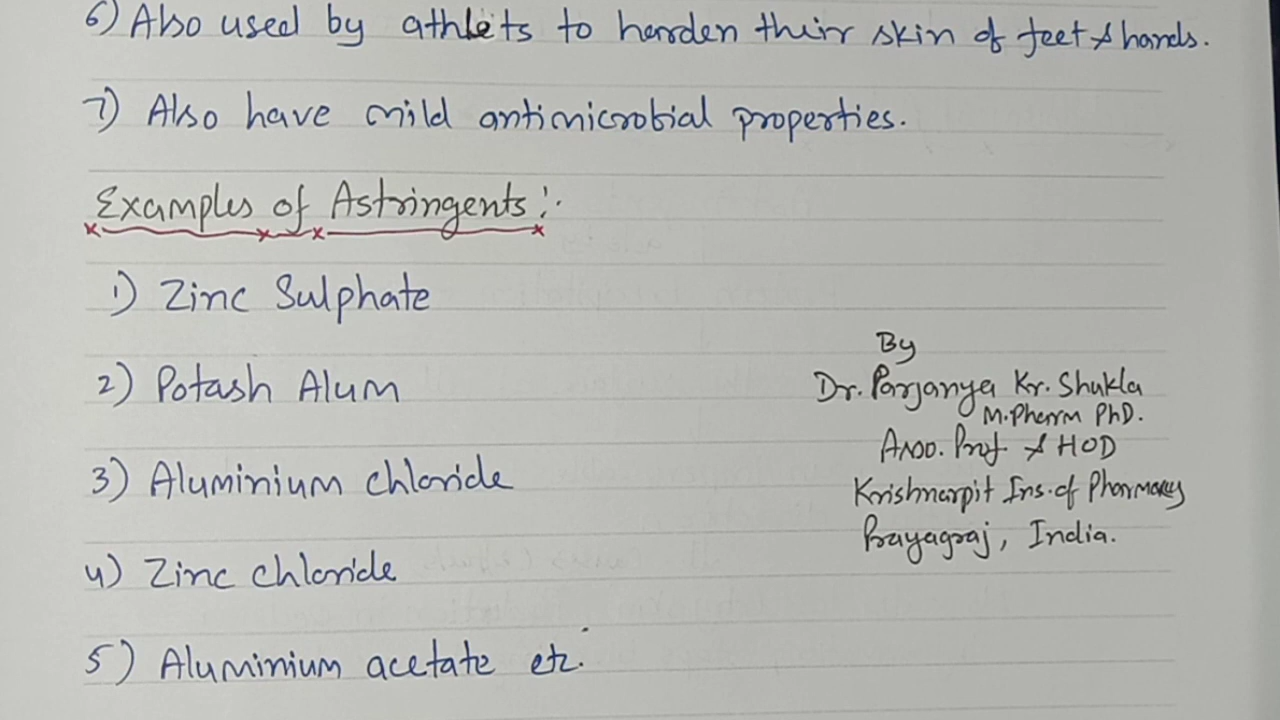 6) Also used by athlets to harden their skin of feet & hands.
7) Also have mild antimicrobial properties.
Examples of Astringents :-
1) Zinc Sulphate
2) Potash Alum
3) Aluminium chloride
4) Zinc chloride
5) Aluminium acetate etc.
By
Dr. Parjanya Kr. Shukla
M.Pharm PhD.
Asso. Prof. & HOD
Krishnarpit Ins. of Pharmacy
Prayagraj, India.